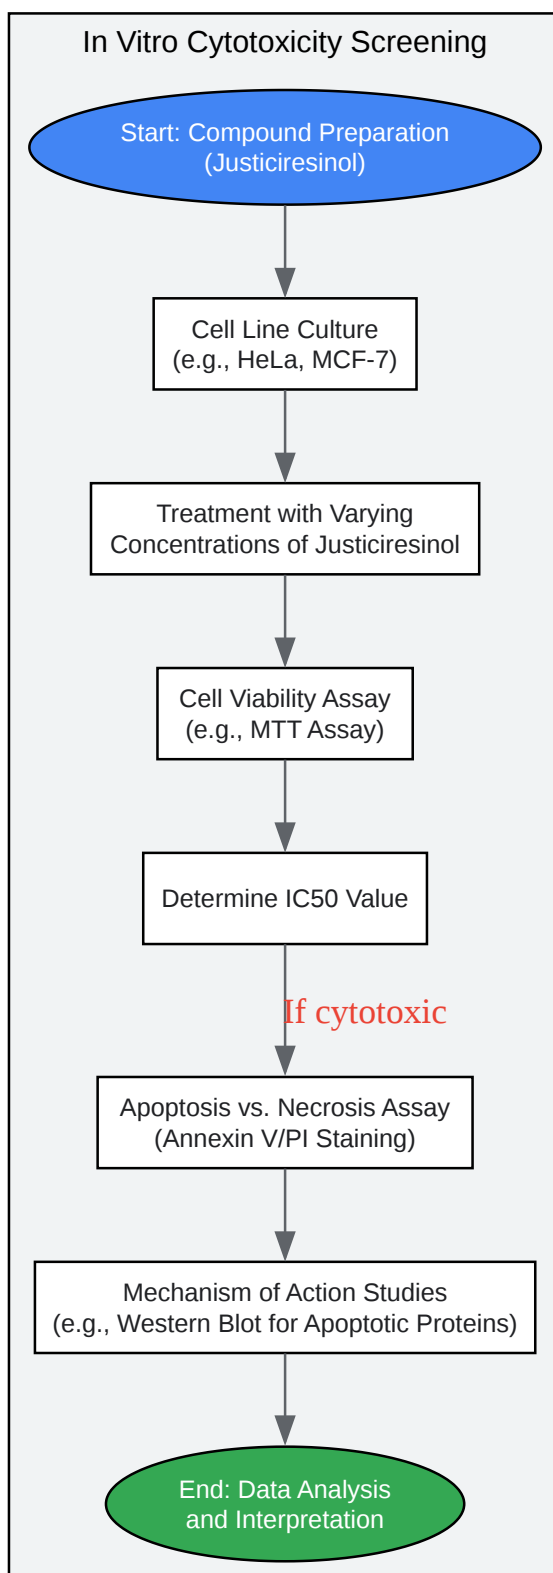 In Vitro Cytotoxicity Screening
Start: Compound Preparation
(Justiciresinol)
Cell Line Culture
(e.g., HeLa, MCF-7)
Treatment with Varying
Concentrations of Justiciresinol
Cell Viability Assay
(e.g., MTT Assay)
Determine IC50 Value
If cytotoxic
Apoptosis vs. Necrosis Assay
(Annexin V/PI Staining)
Mechanism of Action Studies
(e.g., Western Blot for Apoptotic Proteins)
End: Data Analysis
and Interpretation